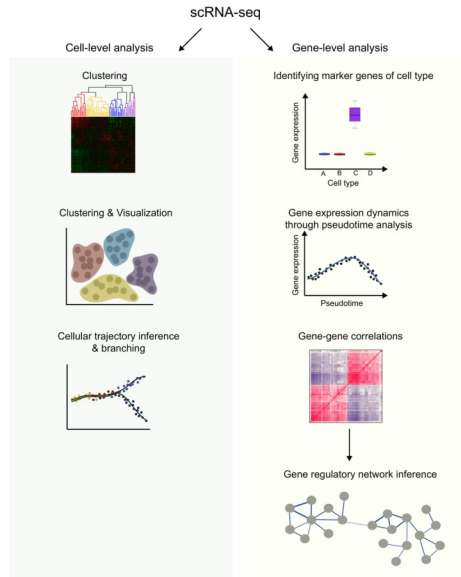 scRNA-seq
Cell-level analysis
Gene-level analysis
Clustering
Clustering & Visualization
Cellular trajectory inference
& branching
Identifying marker genes of cell type
Gene expression
A B C D
Cell type
Gene expression dynamics
through pseudotime analysis
Gene expression
Pseudotime
Gene-gene correlations
Gene regulatory network inference